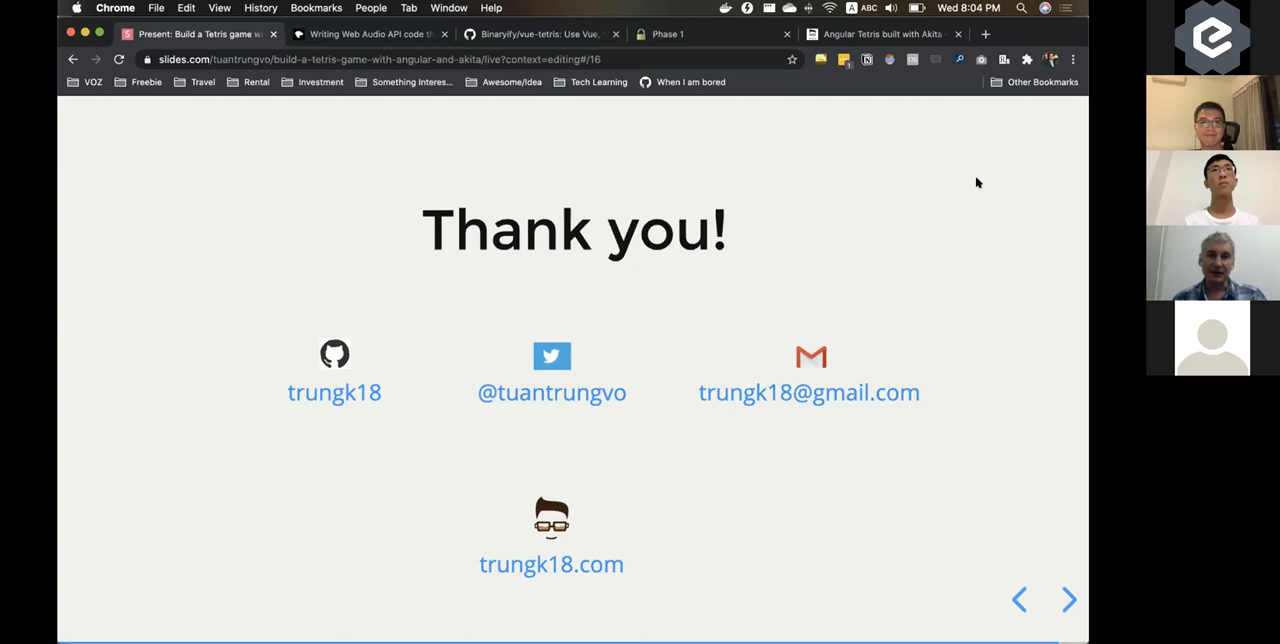 Chrome File Edit View History Bookmarks People Tab Window Help ABC Wed 8:04 PM
Present: Build a Tetris game wi
Writing Web Audio API code th
Binaryify/vue-tetris: Use Vue,
Phase 1
Angular Tetris built with Akita -
slides.com/tuantrungvo/build-a-tetris-game-with-angular-and-akita/live?context=editing#/16
VOZ Freebie Travel Rental Investment Something Interes... Awesome/Idea Tech Learning When I am bored Other Bookmarks
Thank you!
trungk18
@tuantrungvo
trungk18@gmail.com
trungk18.com